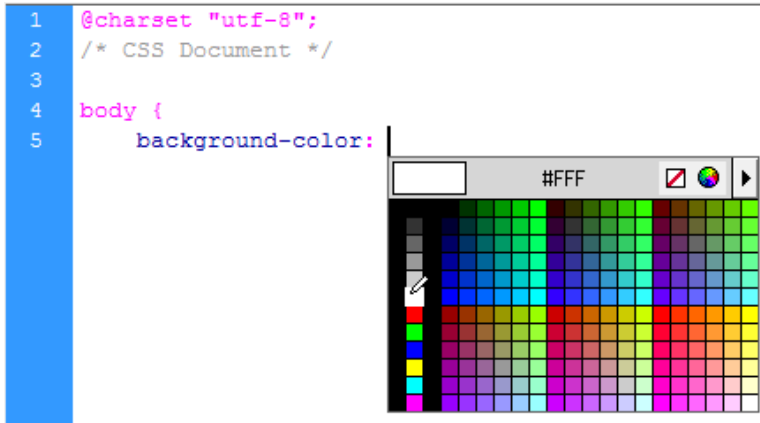 1 @charset "utf-8";
2 /* CSS Document */
3
4 body {
5 background-color:
#FFF